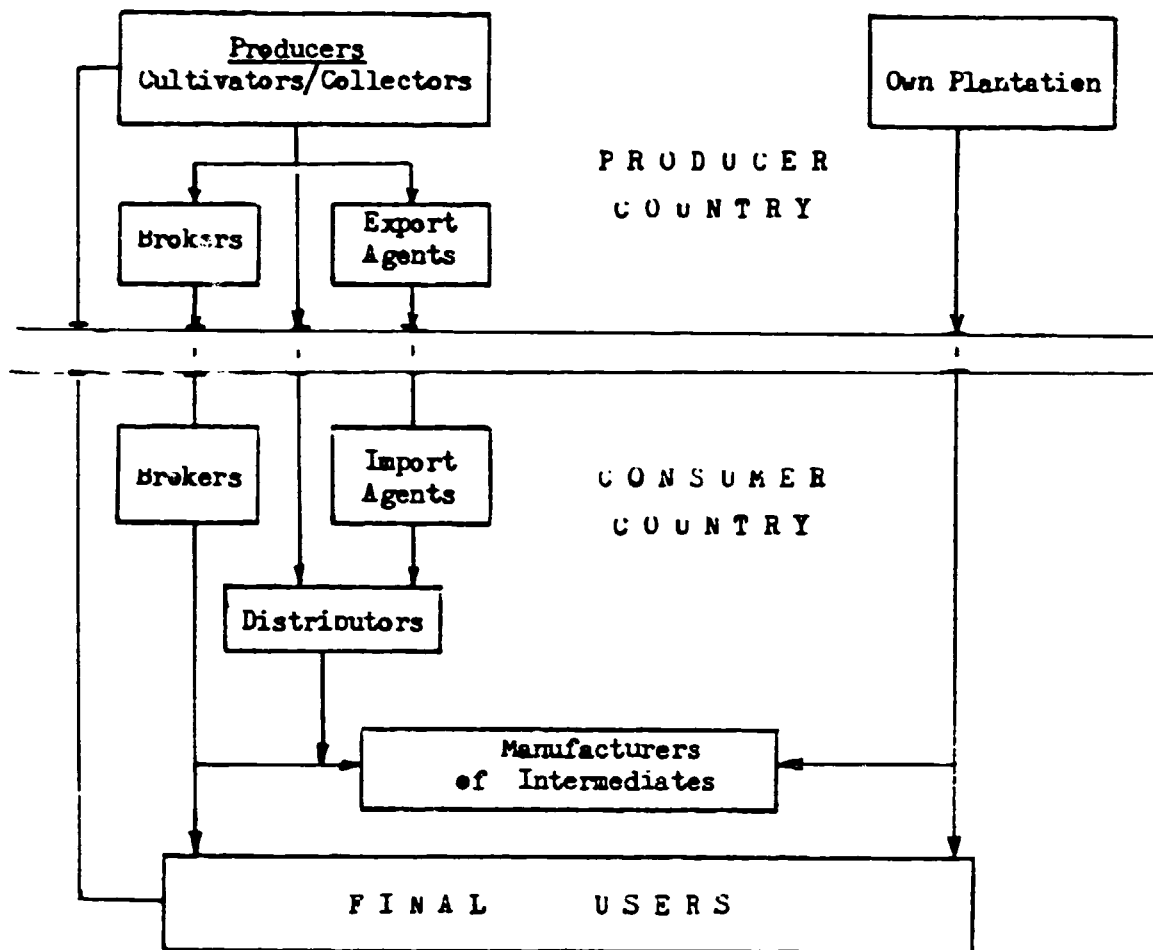 Producers
Cultivators/Collectors
Own Plantation
PRODUCER
COUNTRY
Brokers
Export
Agents
Brokers
Import
Agents
CONSUMER
COUNTRY
Distributors
Manufacturers
of Intermediates
FINAL USERS